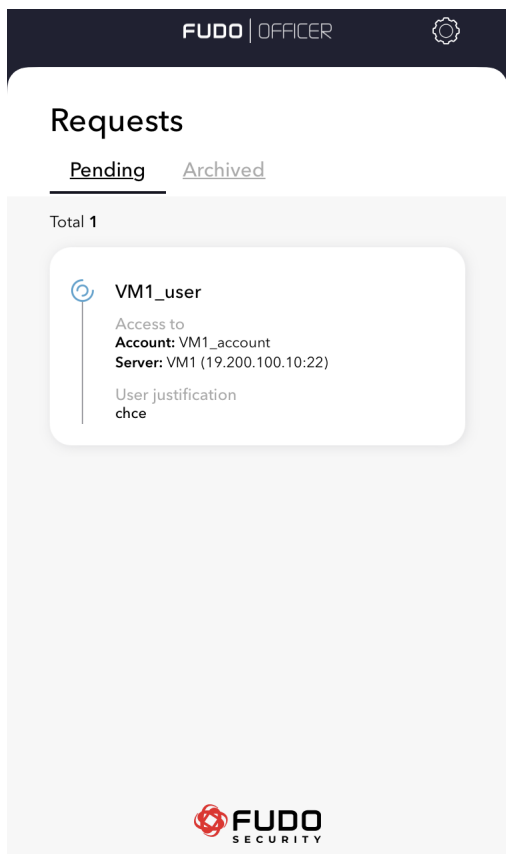 FUDO | OFFICER
Requests
Pending Archived
Total 1
VM1_user
Access to
Account: VM1_account
Server: VM1 (19.200.100.10:22)
User justification
chce
FUDO
SECURITY